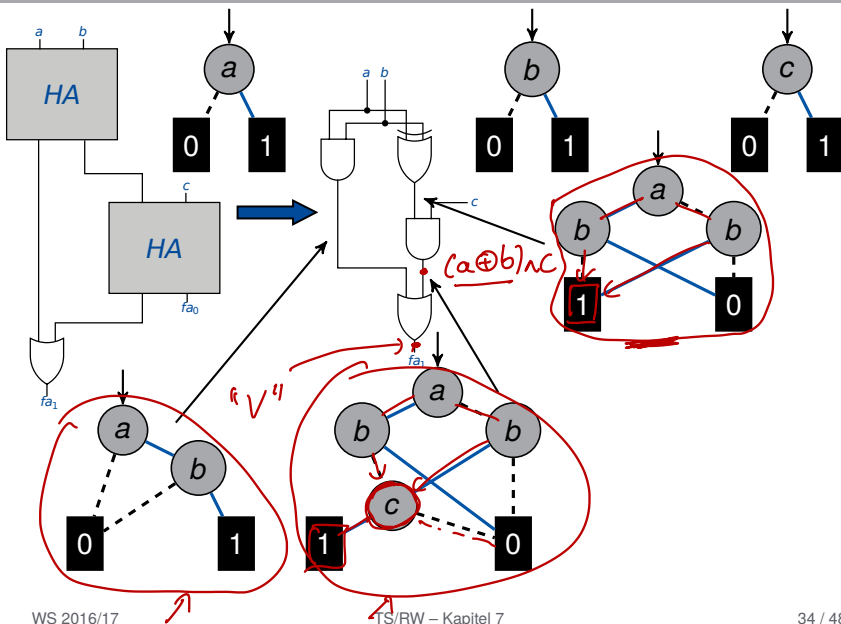 a b
HA
c
HA
fa0
fa1
a
0 1
a b
c
fa1
b
0 1
c
0 1
a
b b
1 0
(a⊕b)∧c
"V"
a
b
0 1
a
b b
c
1 0
WS 2016/17 TS/RW – Kapitel 7 34 / 48